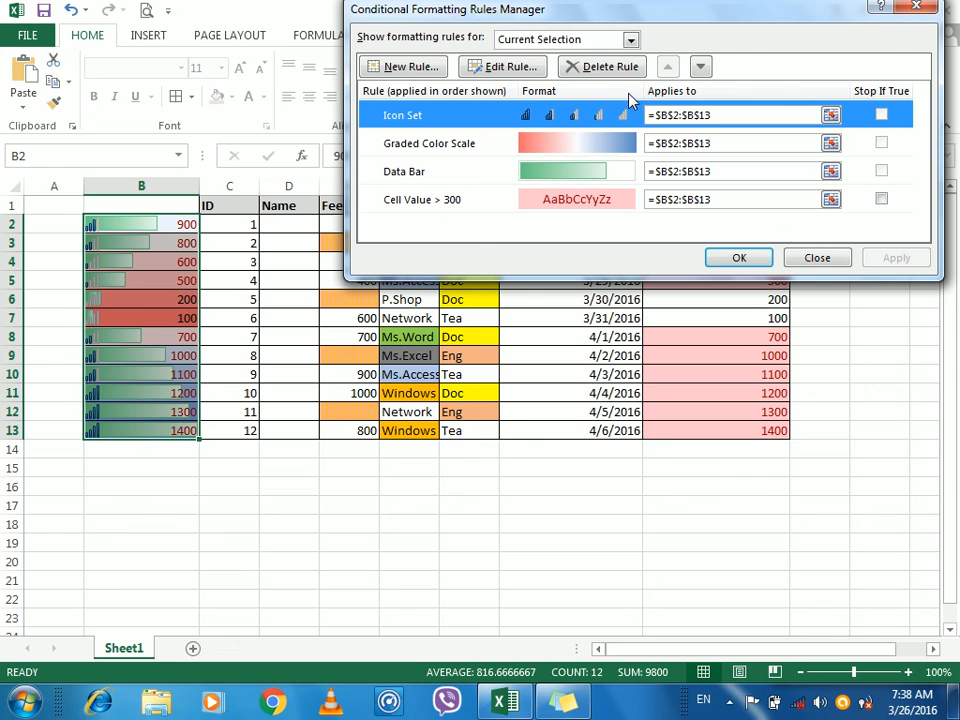 Conditional Formatting Rules Manager
FILE HOME INSERT PAGE LAYOUT FORMULA
Show formatting rules for: Current Selection
New Rule... Edit Rule... Delete Rule
Rule (applied in order shown) Format Applies to Stop If True
Icon Set =$B$2:$B$13
Graded Color Scale =$B$2:$B$13
Data Bar =$B$2:$B$13
Cell Value > 300 AaBbCcYyZz =$B$2:$B$13
OK Close Apply
11 A A
Paste B I U A
Clipboard Font
B2 90
A B C D
1 ID Name Fee
2 900 1
3 800 2
4 600 3
5 500 4 Ms.Access
6 200 5 P.Shop Doc 3/30/2016 200
7 100 6 600 Network Tea 3/31/2016 100
8 700 7 700 Ms.Word Doc 4/1/2016 700
9 1000 8 Ms.Excel Eng 4/2/2016 1000
10 1100 9 900 Ms.Access Tea 4/3/2016 1100
11 1200 10 1000 Windows Doc 4/4/2016 1200
12 1300 11 Network Eng 4/5/2016 1300
13 1400 12 800 Windows Tea 4/6/2016 1400
14
15
16
17
18
19
20
21
22
23
Sheet1
READY AVERAGE: 816.6666667 COUNT: 12 SUM: 9800 100%
EN 7:38 AM
3/26/2016